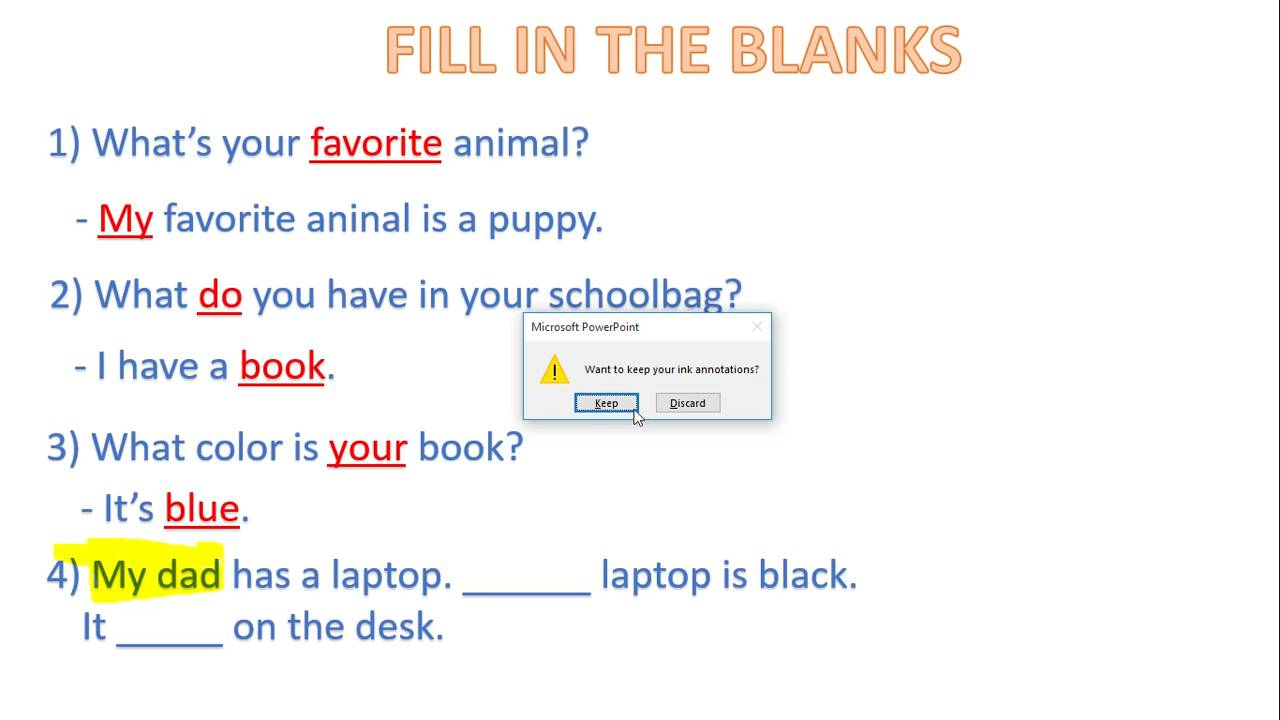 FILL IN THE BLANKS
1) What's your favorite animal?
- My favorite aninal is a puppy.
2) What do you have in your schoolbag?
Microsoft PowerPoint
Want to keep your ink annotations?
Keep Discard
- I have a book.
3) What color is your book?
- It's blue.
4) My dad has a laptop. ______ laptop is black.
It _____ on the desk.